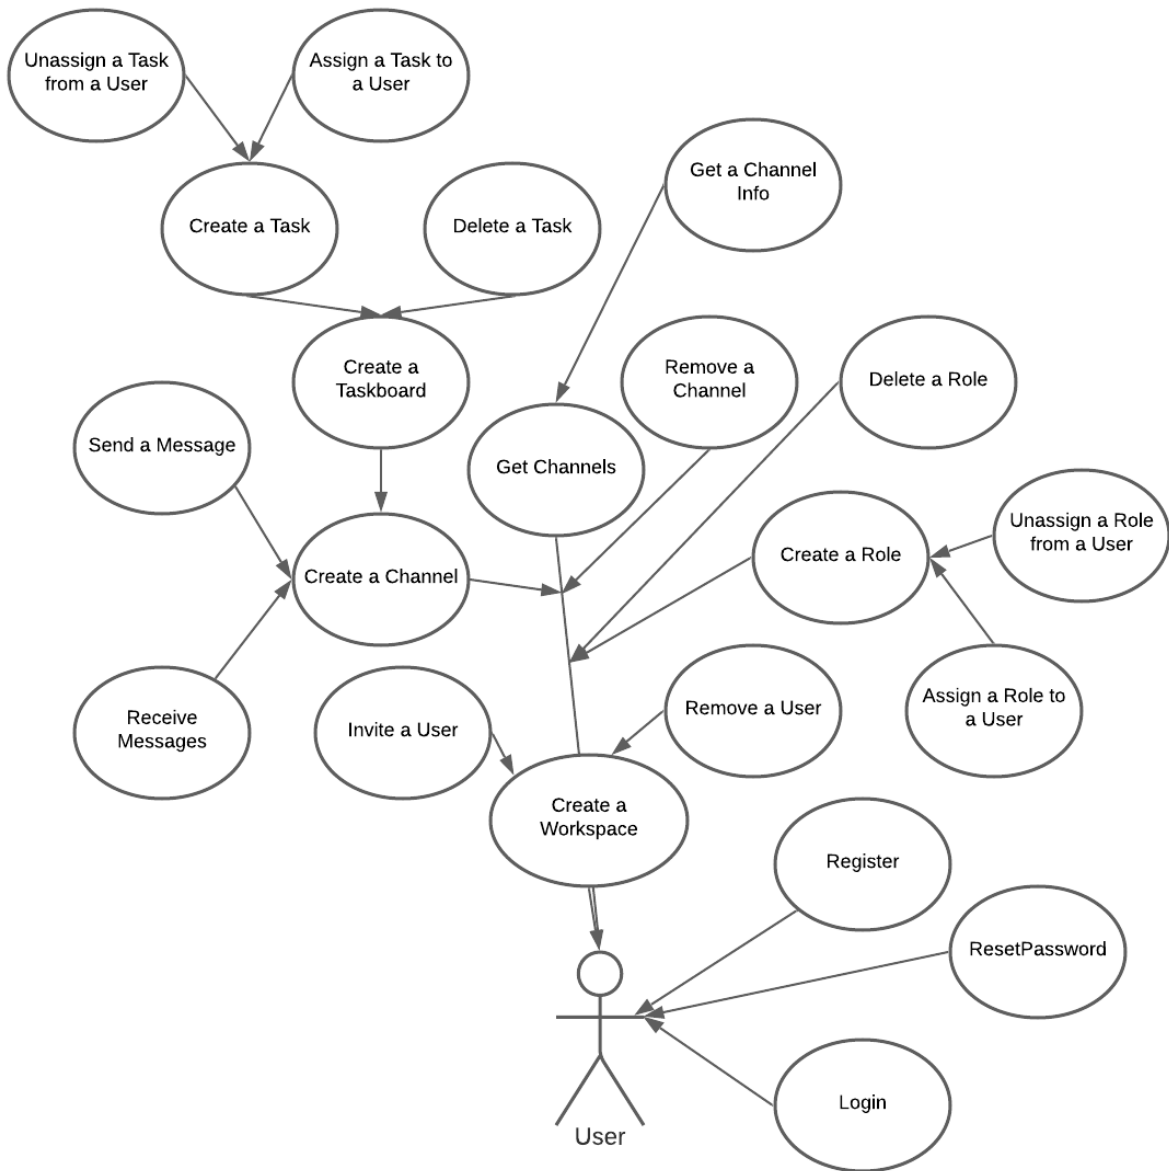 Unassign a Task
from a User
Assign a Task to
a User
Get a Channel
Info
Create a Task
Delete a Task
Create a
Taskboard
Remove a
Channel
Delete a Role
Send a Message
Get Channels
Unassign a Role
from a User
Create a Role
Create a Channel
Receive
Messages
Invite a User
Remove a User
Assign a Role to
a User
Create a
Workspace
Register
ResetPassword
Login
User